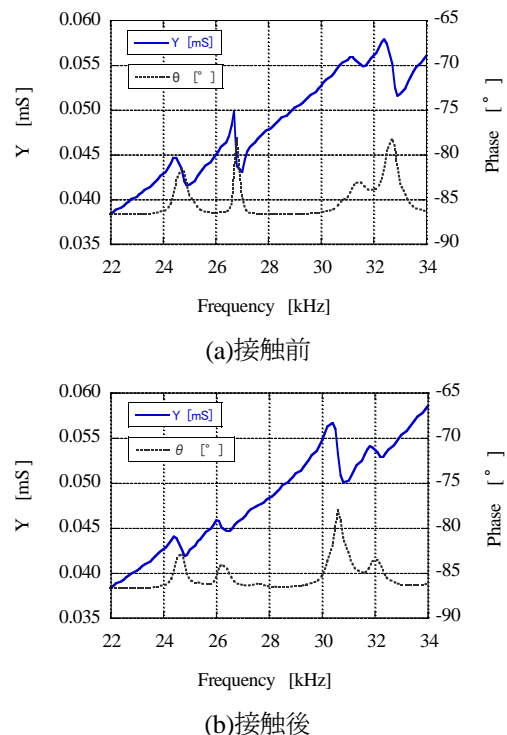 0.060
0.055
0.050
0.045
0.040
0.035
Y [mS]
Y [mS]
θ [°]
-65
-70
-75
-80
-85
-90
Phase [°]
22 24 26 28 30 32 34
Frequency [kHz]
(a)接触前
0.060
0.055
0.050
0.045
0.040
0.035
Y [mS]
Y [mS]
θ [°]
-65
-70
-75
-80
-85
-90
Phase [°]
22 24 26 28 30 32 34
Frequency [kHz]
(b)接触後